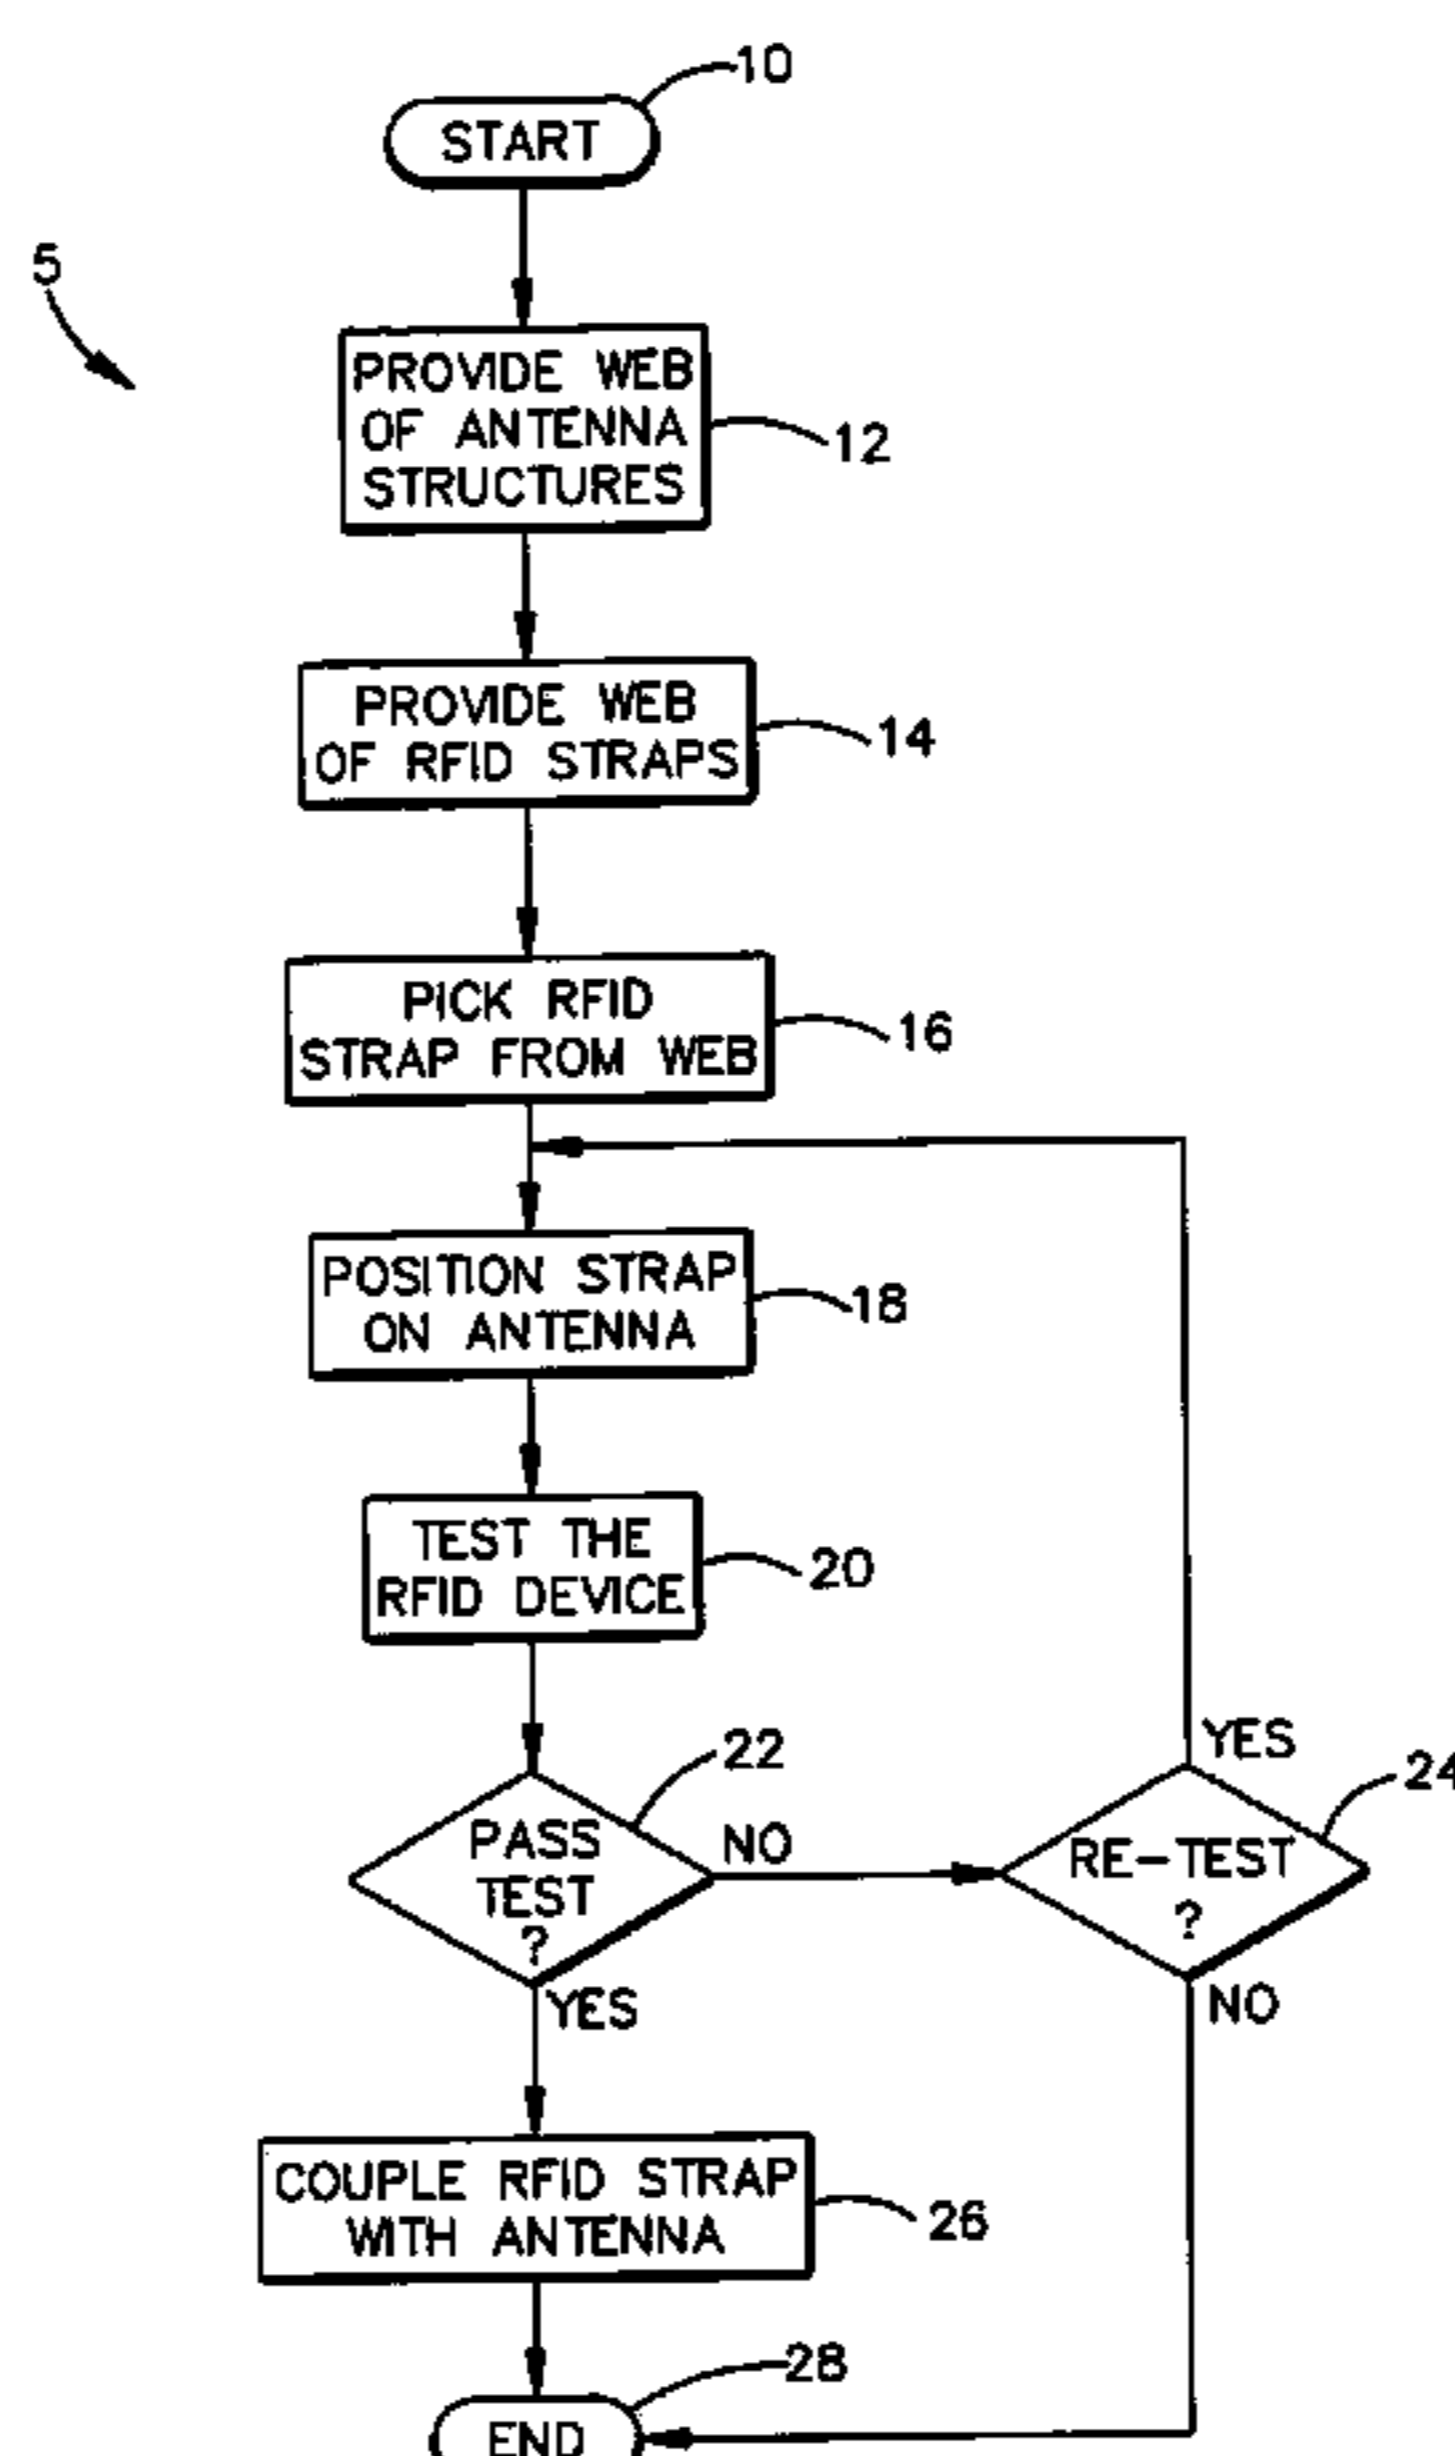 10
START
5
PROVIDE WEB
OF ANTENNA
STRUCTURES
12
PROVIDE WEB
OF RFID STRAPS
14
PICK RFID
STRAP FROM WEB
16
POSITION STRAP
ON ANTENNA
18
TEST THE
RFID DEVICE
20
22
PASS
TEST
?
NO
YES
YES
24
RE-TEST
?
NO
COUPLE RFID STRAP
WITH ANTENNA
26
28
END